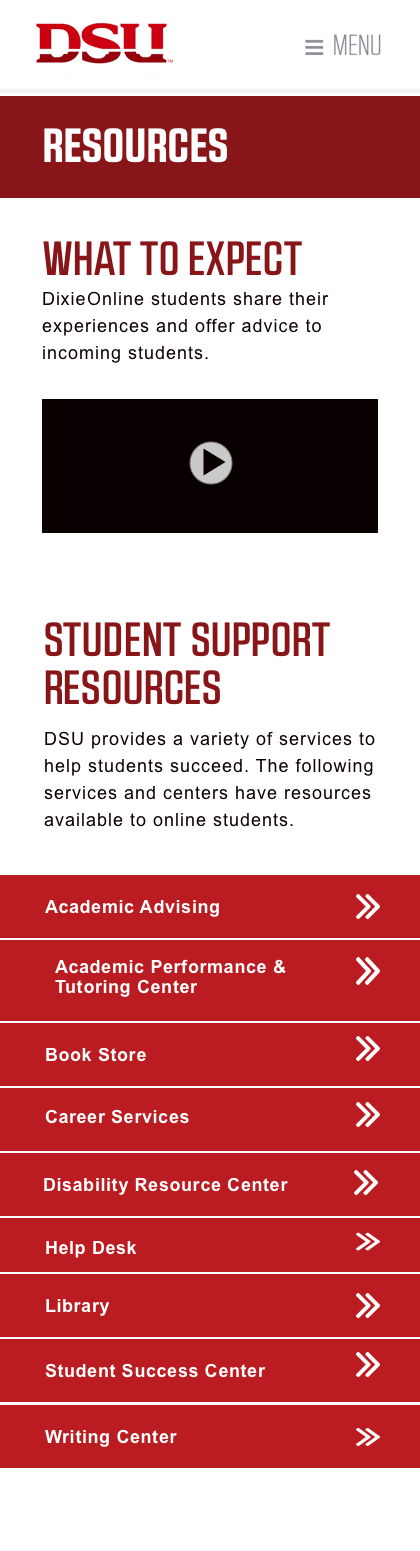 DSU
MENU
RESOURCES
WHAT TO EXPECT
DixieOnline students share their
experiences and offer advice to
incoming students.
STUDENT SUPPORT
RESOURCES
DSU provides a variety of services to
help students succeed. The following
services and centers have resources
available to online students.
Academic Advising
Academic Performance &
Tutoring Center
Book Store
Career Services
Disability Resource Center
Help Desk
Library
Student Success Center
Writing Center